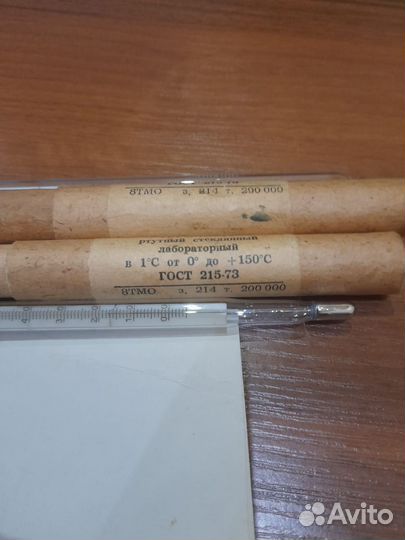 8ТМО з, 214 т. 200 000
ртутный стеклянный
лабораторный
в 1°С от 0° до +150°С
ГОСТ 215-73
8ТМО з, 214 т. 200 000
Avito